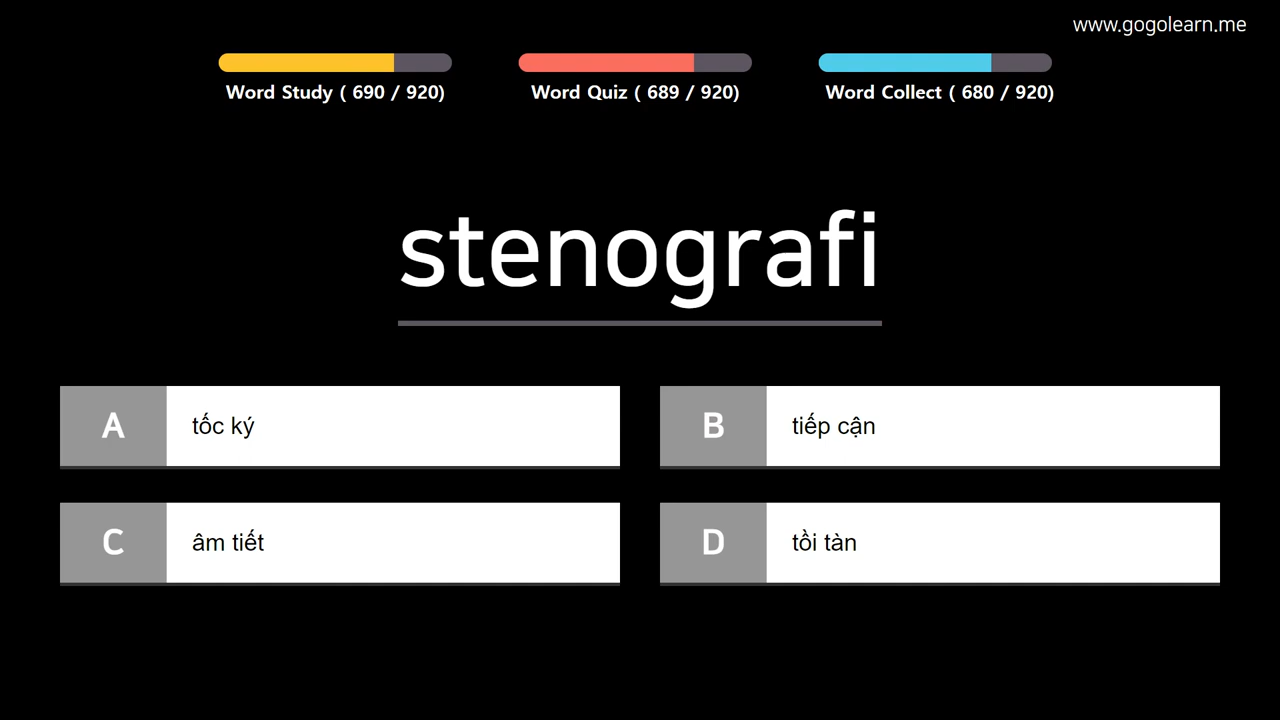 www.gogolearn.me
Word Study ( 690 / 920)
Word Quiz ( 689 / 920)
Word Collect ( 680 / 920)
stenografi
A tốc ký
B tiếp cận
C âm tiết
D tồi tàn